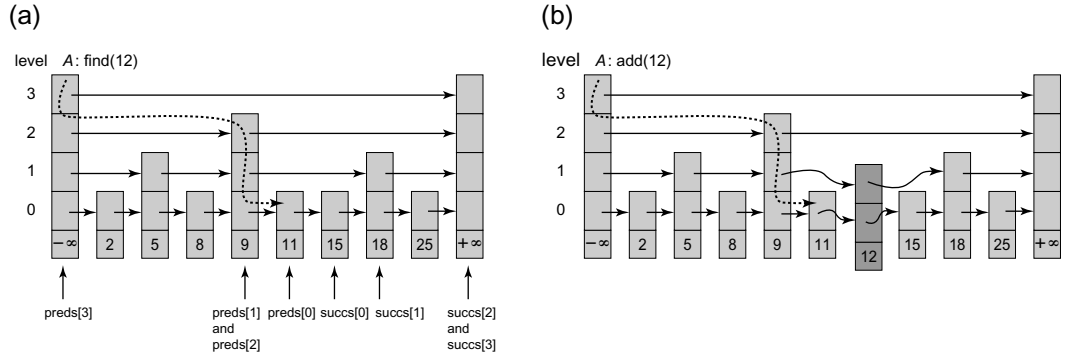 (a)
level A: find(12)
3
2
1
0
−∞ 2 5 8 9 11 15 18 25 +∞
preds[3] preds[1] and preds[2] preds[0] succs[0] succs[1] succs[2] and succs[3]
(b)
level A: add(12)
3
2
1
0
−∞ 2 5 8 9 11 12 15 18 25 +∞